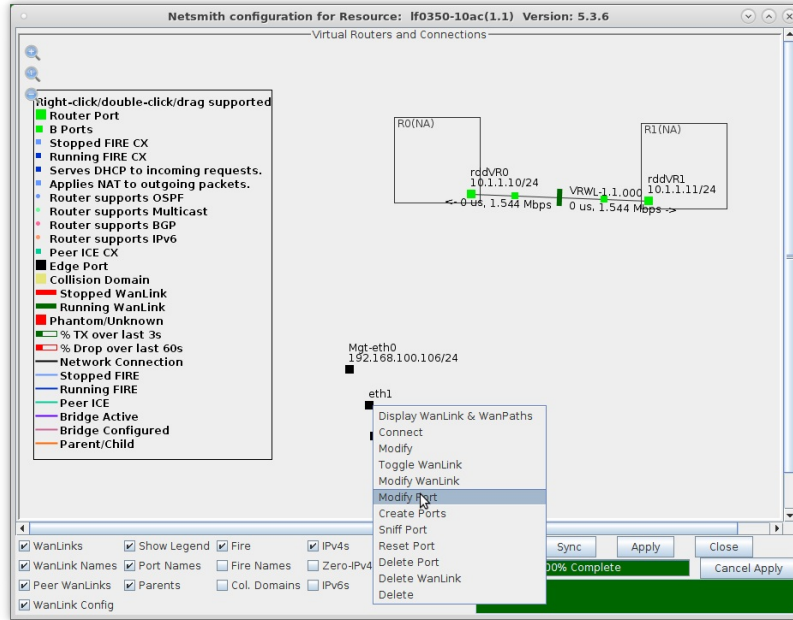 Netsmith configuration for Resource: lf0350-10ac(1.1) Version: 5.3.6
Virtual Routers and Connections
Right-click/double-click/drag supported
Router Port
B Ports
Stopped FIRE CX
Running FIRE CX
Serves DHCP to incoming requests.
Applies NAT to outgoing packets.
Router supports OSPF
Router supports Multicast
Router supports BGP
Router supports IPv6
Peer ICE CX
Edge Port
Collision Domain
Stopped WanLink
Running WanLink
Phantom/Unknown
% TX over last 3s
% Drop over last 60s
Network Connection
Stopped FIRE
Running FIRE
Peer ICE
Bridge Active
Bridge Configured
Parent/Child
R0(NA)
rddVR0
10.1.1.10/24
<- 0 us, 1.544 Mbps
VRWL-1.1.000
0 us, 1.544 Mbps ->
R1(NA)
rddVR1
10.1.1.11/24
Mgt-eth0
192.168.100.106/24
eth1
Display WanLink & WanPaths
Connect
Modify
Toggle WanLink
Modify WanLink
Modify Port
Create Ports
Sniff Port
Reset Port
Delete Port
Delete WanLink
Delete
WanLinks Show Legend Fire IPv4s
WanLink Names Port Names Fire Names Zero-IPv4
Peer WanLinks Parents Col. Domains IPv6s
WanLink Config
Sync Apply Close
00% Complete Cancel Apply